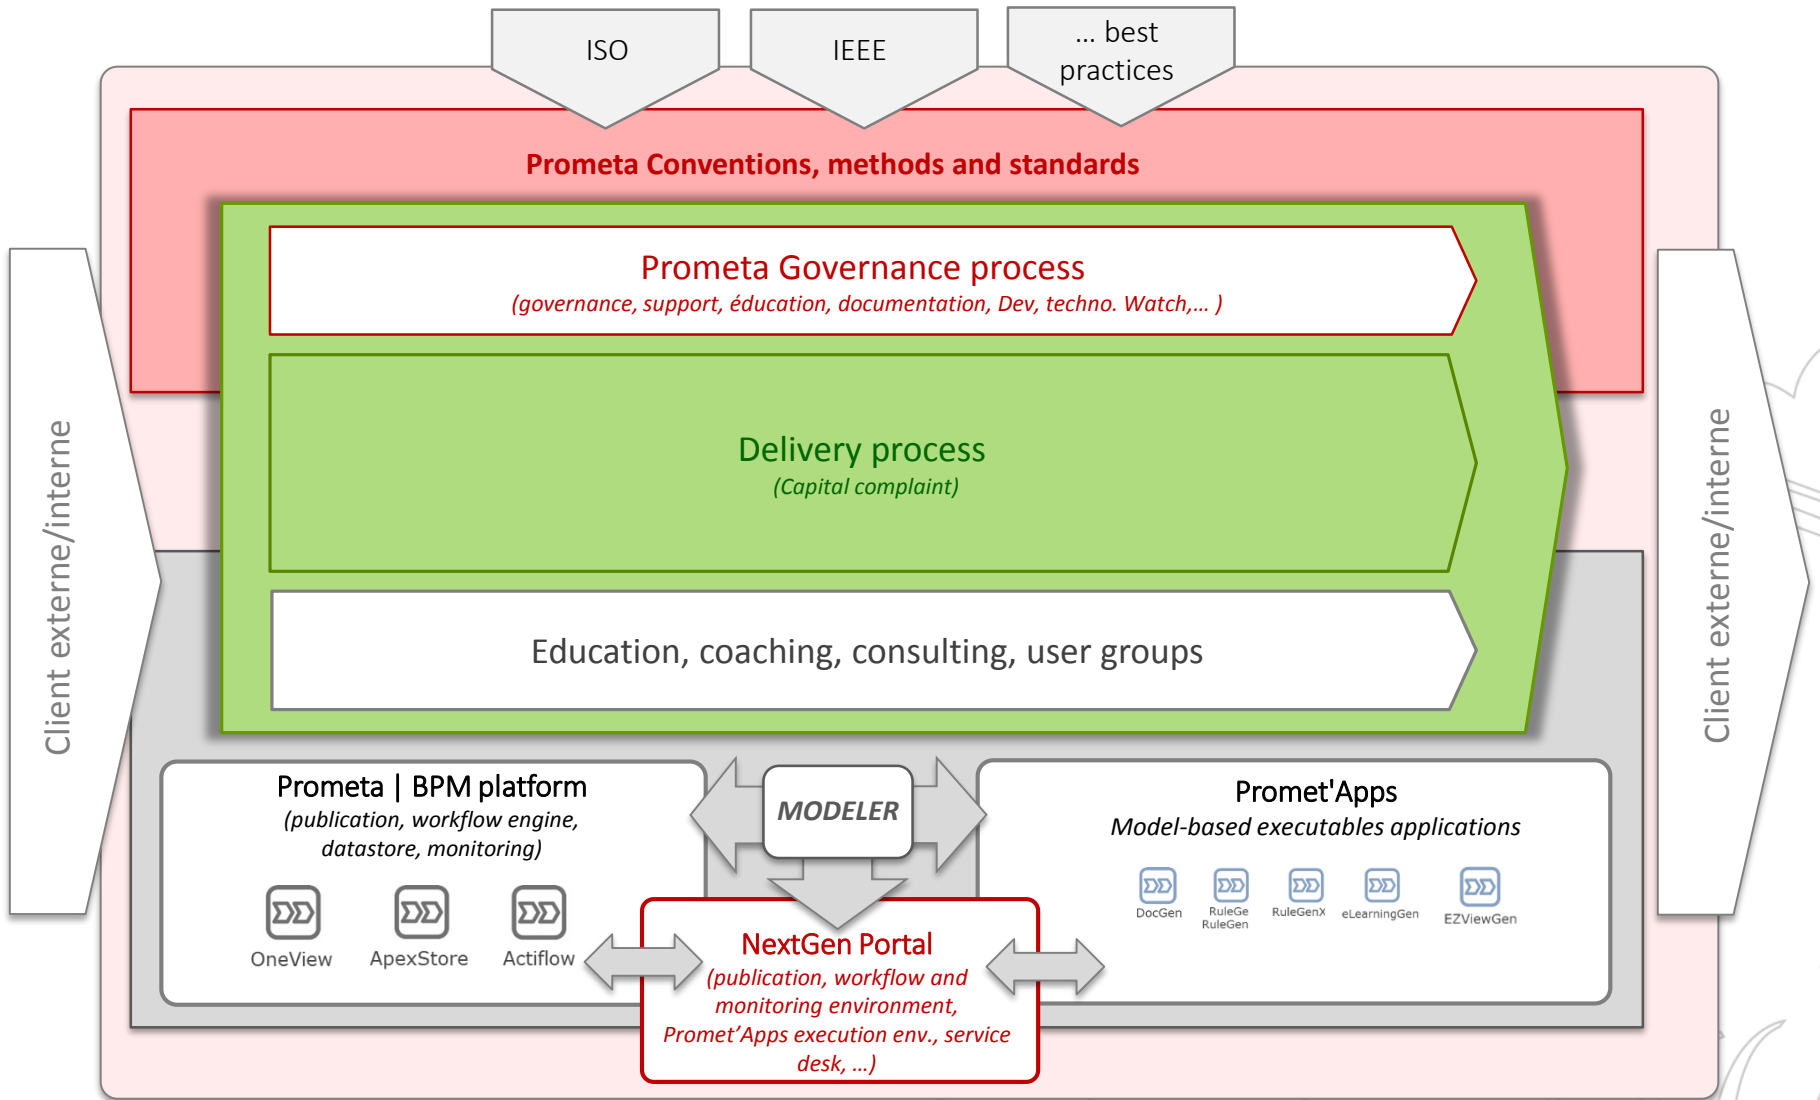 ISO
IEEE
... best
practices
Prometa Conventions, methods and standards
Prometa Governance process
(governance, support, éducation, documentation, Dev, techno. Watch,... )
Delivery process
(Capital complaint)
Education, coaching, consulting, user groups
Client externe/interne
Client externe/interne
Prometa | BPM platform
(publication, workflow engine,
datastore, monitoring)
OneView
ApexStore
Actiflow
MODELER
Promet'Apps
Model-based executables applications
DocGen
RuleGe
RuleGen
RuleGenX
eLearningGen
EZViewGen
NextGen Portal
(publication, workflow and
monitoring environment,
Promet’Apps execution env., service
desk, ...)